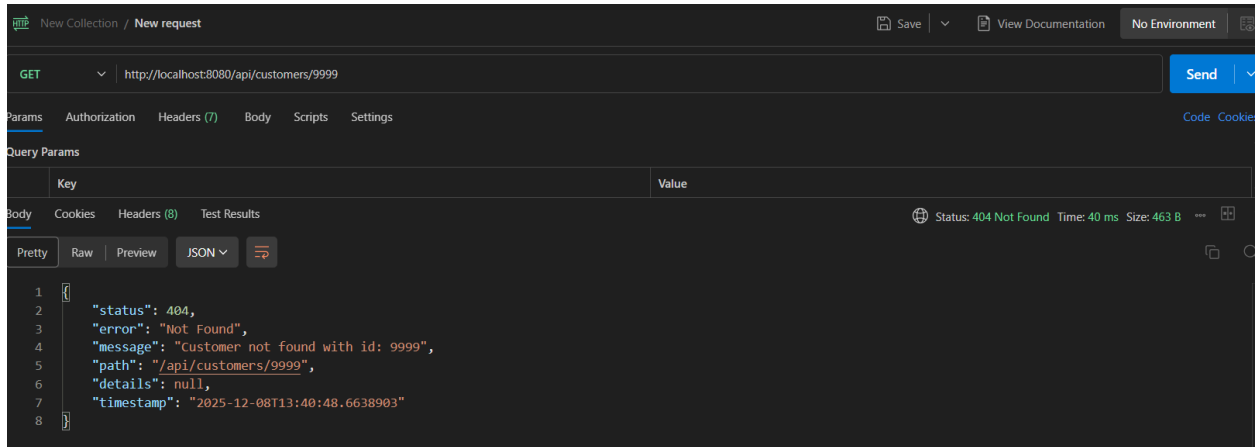 HTTP New Collection / New request Save View Documentation No Environment
GET http://localhost:8080/api/customers/9999 Send
Params Authorization Headers (7) Body Scripts Settings Code Cookies
Query Params
Key Value
Body Cookies Headers (8) Test Results Status: 404 Not Found Time: 40 ms Size: 463 B
Pretty Raw Preview JSON
1 {
2 "status": 404,
3 "error": "Not Found",
4 "message": "Customer not found with id: 9999",
5 "path": "/api/customers/9999",
6 "details": null,
7 "timestamp": "2025-12-08T13:40:48.6638903"
8 }